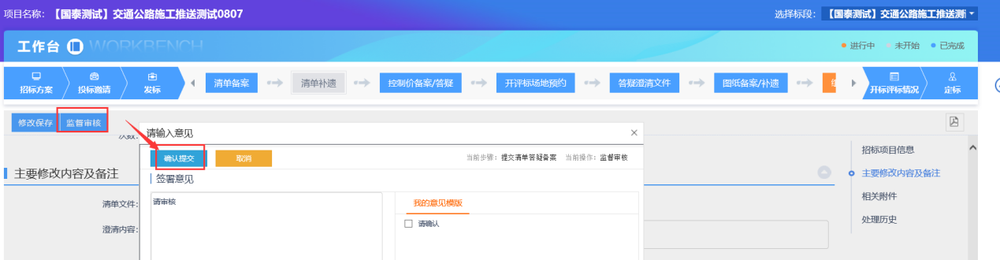 项目名称: 【国泰测试】交通公路施工推送测试0807
选择标段: 【国泰测试】交通公路施工推送测
工作台 WORKBENCH
进行中 未开始 已完成
招标方案 投标邀请 发标 清单备案 清单补遗 控制价备案/答疑 开评标场地预约 答疑澄清文件 图纸备案/补遗 开标评标情况 定标
修改保存 监督审核
次数:
请输入意见
确认提交 取消 当前步骤: 提交清单答疑备案 当前操作: 监督审核
签署意见
请审核
我的意见模版
请确认
主要修改内容及备注
清单文件:
澄清内容:
招标项目信息
主要修改内容及备注
相关附件
处理历史